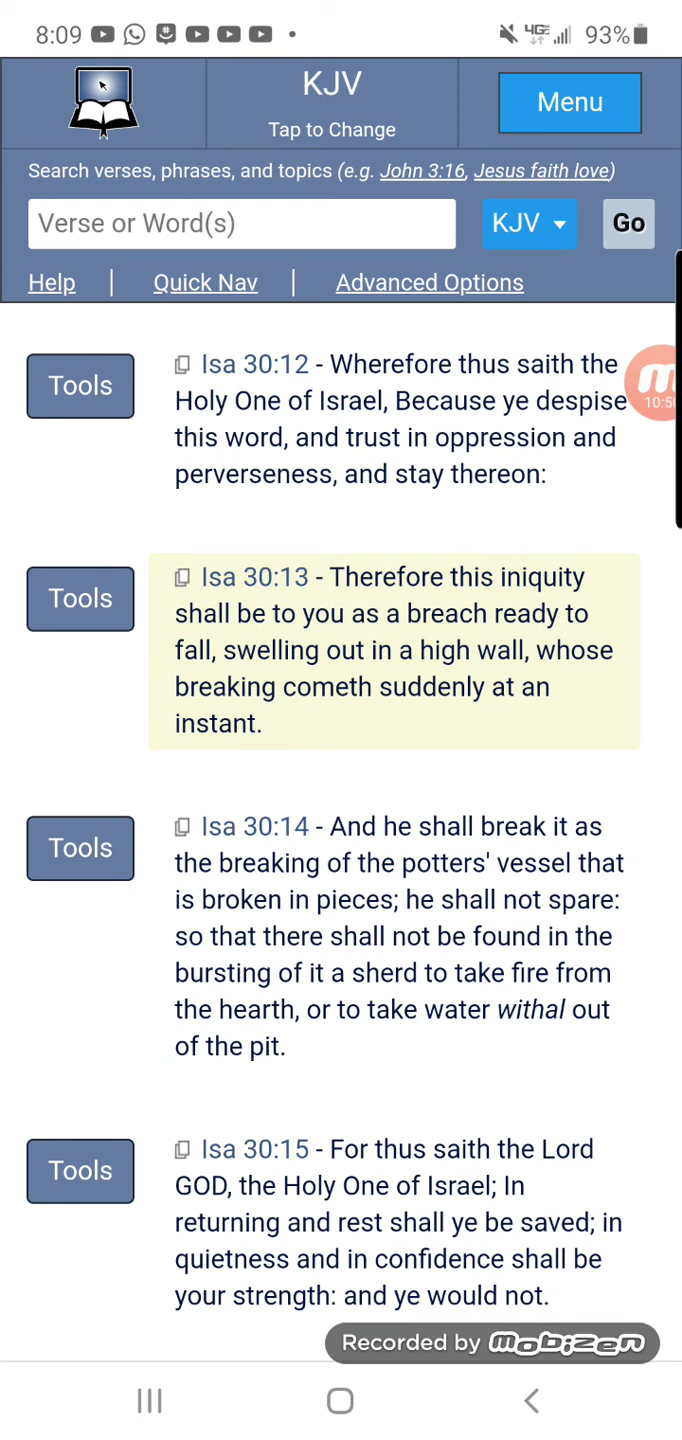 8:09 93%
KJV
Tap to Change
Menu
Search verses, phrases, and topics (e.g. John 3:16, Jesus faith love)
Verse or Word(s) KJV Go
Help | Quick Nav | Advanced Options
Tools
Isa 30:12 - Wherefore thus saith the
Holy One of Israel, Because ye despise
this word, and trust in oppression and
perverseness, and stay thereon:
10:50
Tools
Isa 30:13 - Therefore this iniquity
shall be to you as a breach ready to
fall, swelling out in a high wall, whose
breaking cometh suddenly at an
instant.
Tools
Isa 30:14 - And he shall break it as
the breaking of the potters' vessel that
is broken in pieces; he shall not spare:
so that there shall not be found in the
bursting of it a sherd to take fire from
the hearth, or to take water withal out
of the pit.
Tools
Isa 30:15 - For thus saith the Lord
GOD, the Holy One of Israel; In
returning and rest shall ye be saved; in
quietness and in confidence shall be
your strength: and ye would not.
Recorded by mobizen